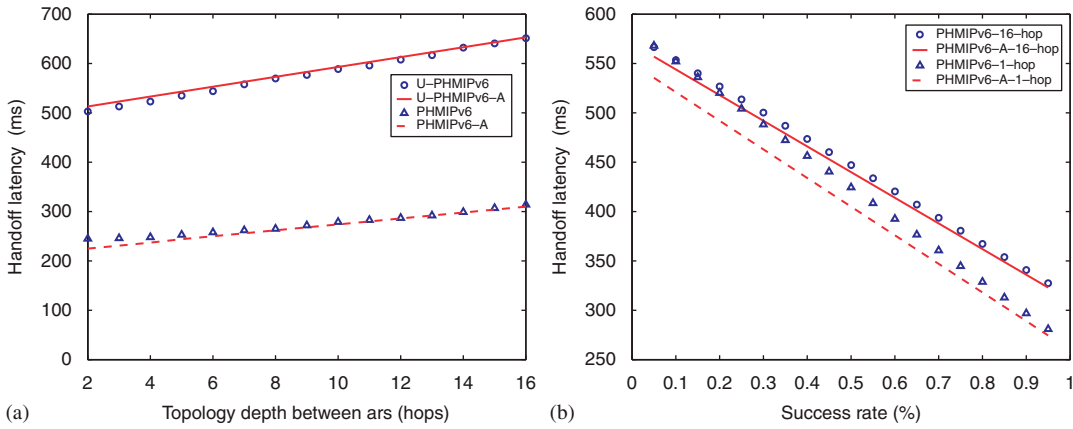 700
600
500
400
300
200
100
0
Handoff latency (ms)
U–PHMIPv6
U–PHMIPv6–A
PHMIPv6
PHMIPv6–A
2
4
6
8
10
12
14
16
(a)
Topology depth between ars (hops)
600
550
500
450
400
350
300
250
Handoff latency (ms)
PHMIPv6–16–hop
PHMIPv6–A–16–hop
PHMIPv6–1–hop
PHMIPv6–A–1–hop
0
0.1
0.2
0.3
0.4
0.5
0.6
0.7
0.8
0.9
1
(b)
Success rate (%)